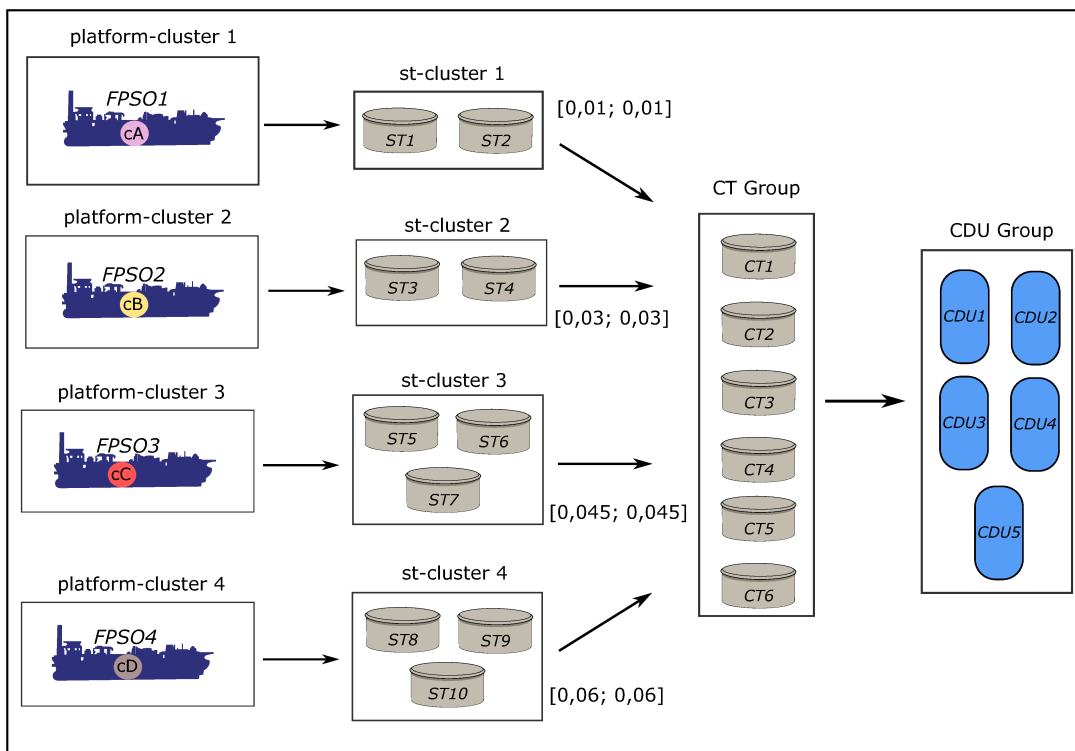 platform-cluster 1
FPSO1
cA
st-cluster 1
ST1
ST2
[0,01; 0,01]
platform-cluster 2
FPSO2
cB
st-cluster 2
ST3
ST4
[0,03; 0,03]
platform-cluster 3
FPSO3
cC
st-cluster 3
ST5
ST6
ST7
[0,045; 0,045]
platform-cluster 4
FPSO4
cD
st-cluster 4
ST8
ST9
ST10
[0,06; 0,06]
CT Group
CT1
CT2
CT3
CT4
CT5
CT6
CDU Group
CDU1
CDU2
CDU3
CDU4
CDU5